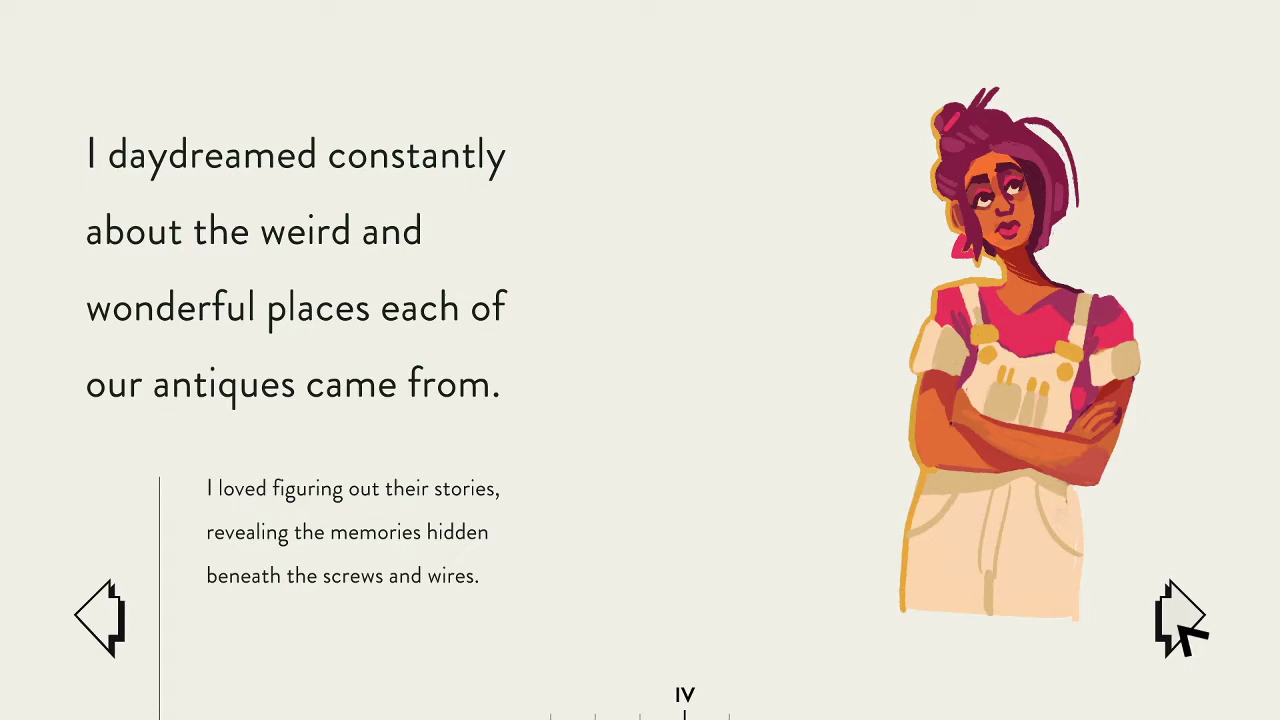 I daydreamed constantly
about the weird and
wonderful places each of
our antiques came from.
I loved figuring out their stories,
revealing the memories hidden
beneath the screws and wires.
IV